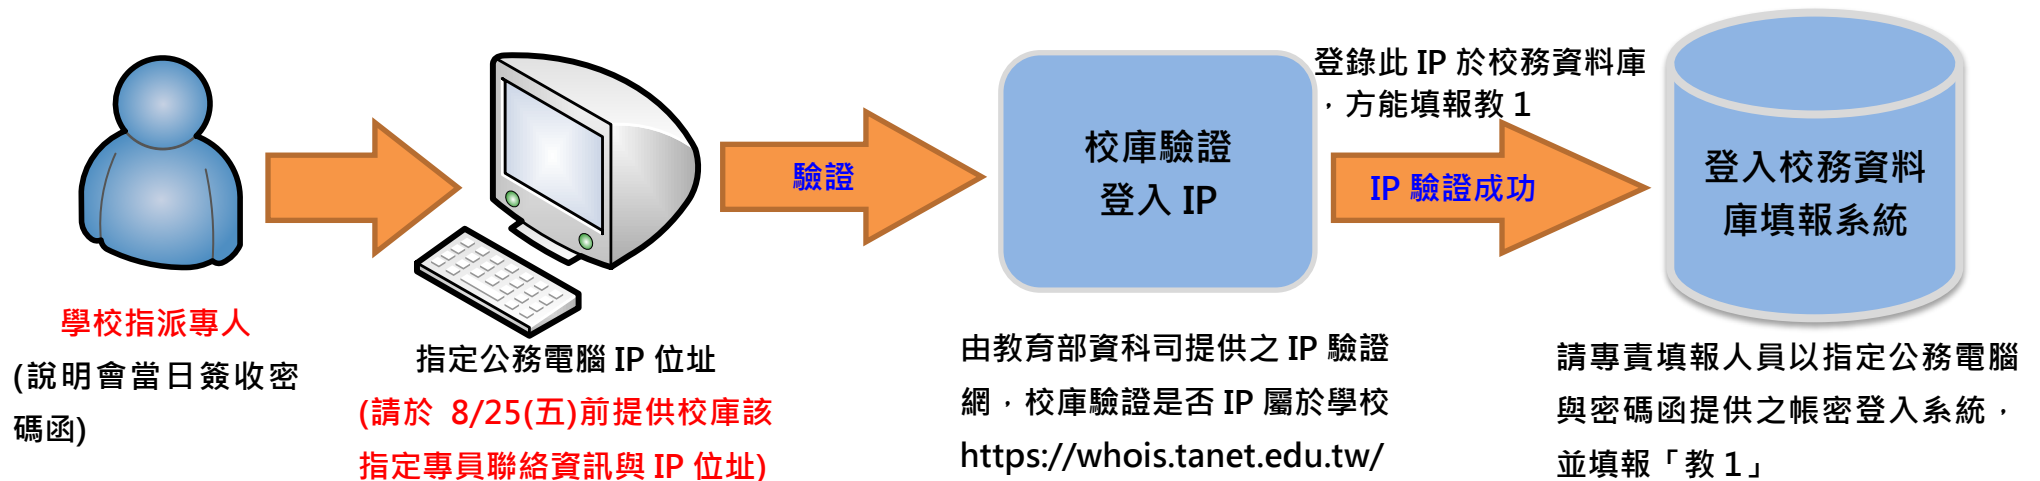 學校指派專人
(說明會當日簽收密
碼函)
指定公務電腦 IP 位址
(請於 8/25(五)前提供校庫該
指定專員聯絡資訊與 IP 位址)
驗證
校庫驗證
登入 IP
由教育部資科司提供之 IP 驗證
網，校庫驗證是否 IP 屬於學校
https://whois.tanet.edu.tw/
登錄此 IP 於校務資料庫
，方能填報教 1
IP 驗證成功
登入校務資料
庫填報系統
請專責填報人員以指定公務電腦
與密碼函提供之帳密登入系統，
並填報「教 1」